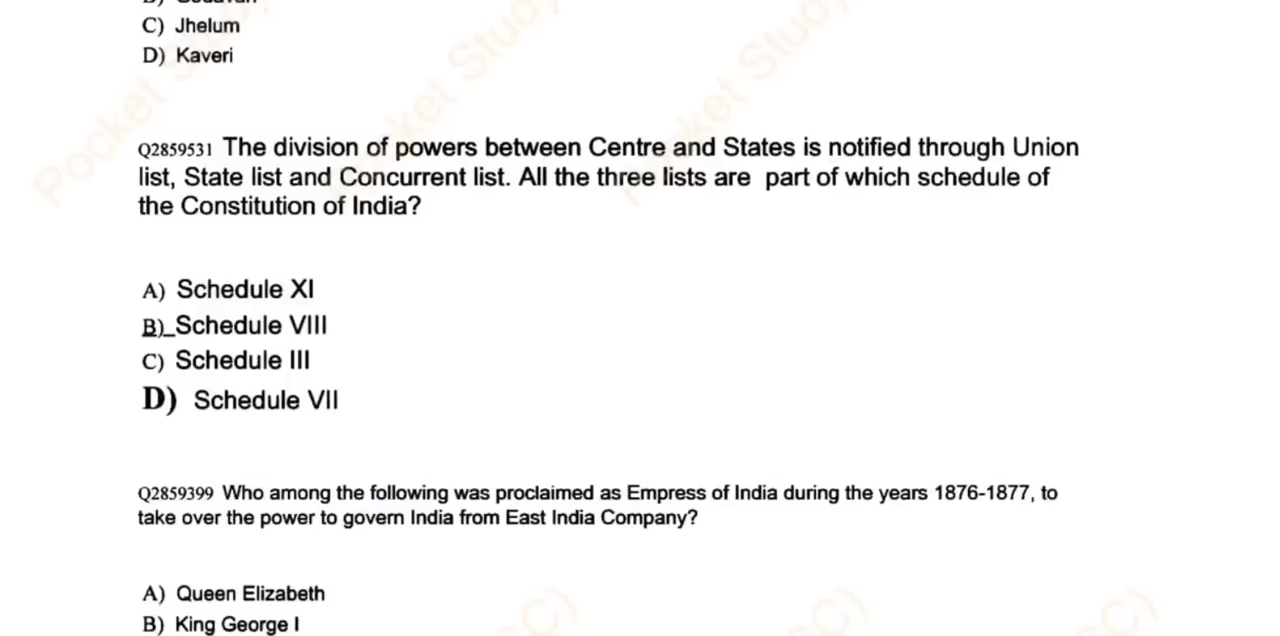 C) Jhelum
D) Kaveri
Q2859531 The division of powers between Centre and States is notified through Union
list, State list and Concurrent list. All the three lists are part of which schedule of
the Constitution of India?
A) Schedule XI
B)_Schedule VIII
C) Schedule III
D) Schedule VII
Q2859399 Who among the following was proclaimed as Empress of India during the years 1876-1877, to
take over the power to govern India from East India Company?
A) Queen Elizabeth
B) King George I